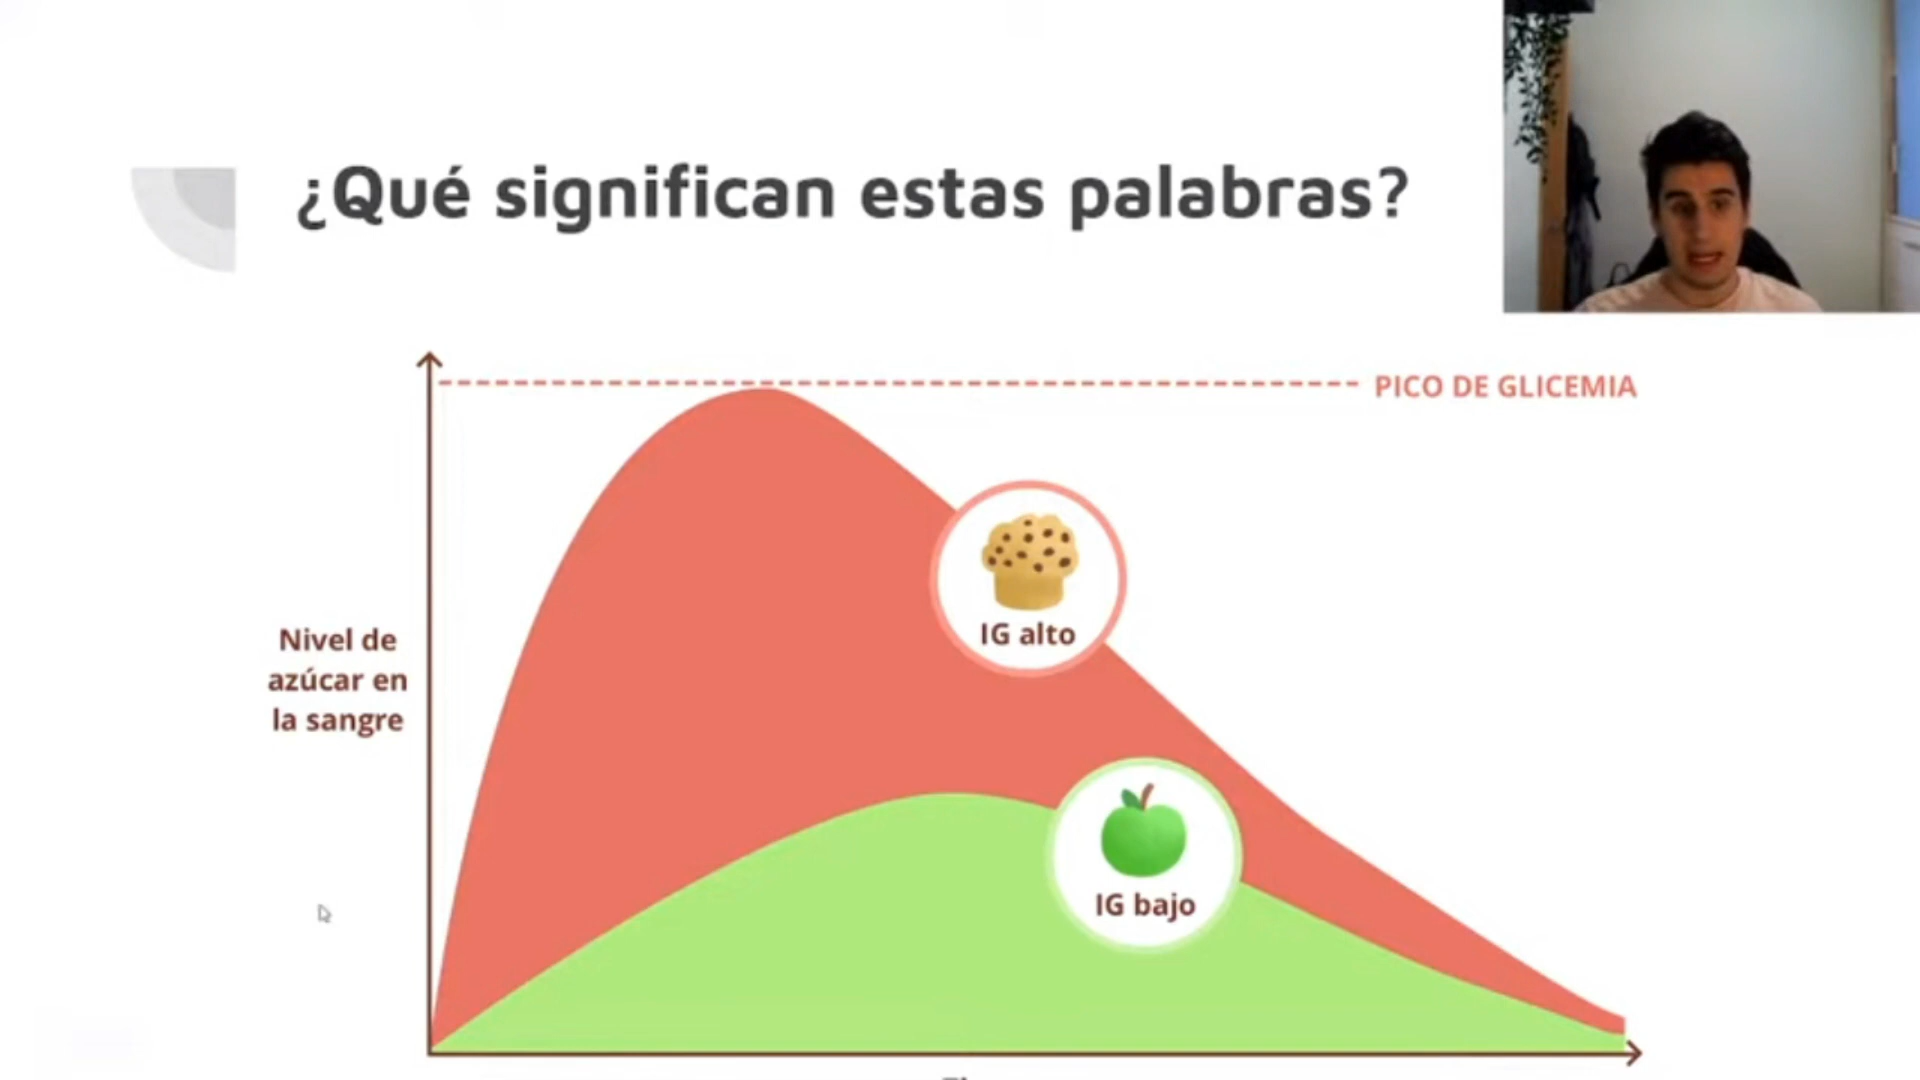 ¿Qué significan estas palabras?
PICO DE GLICEMIA
IG alto
Nivel de
azúcar en
la sangre
IG bajo